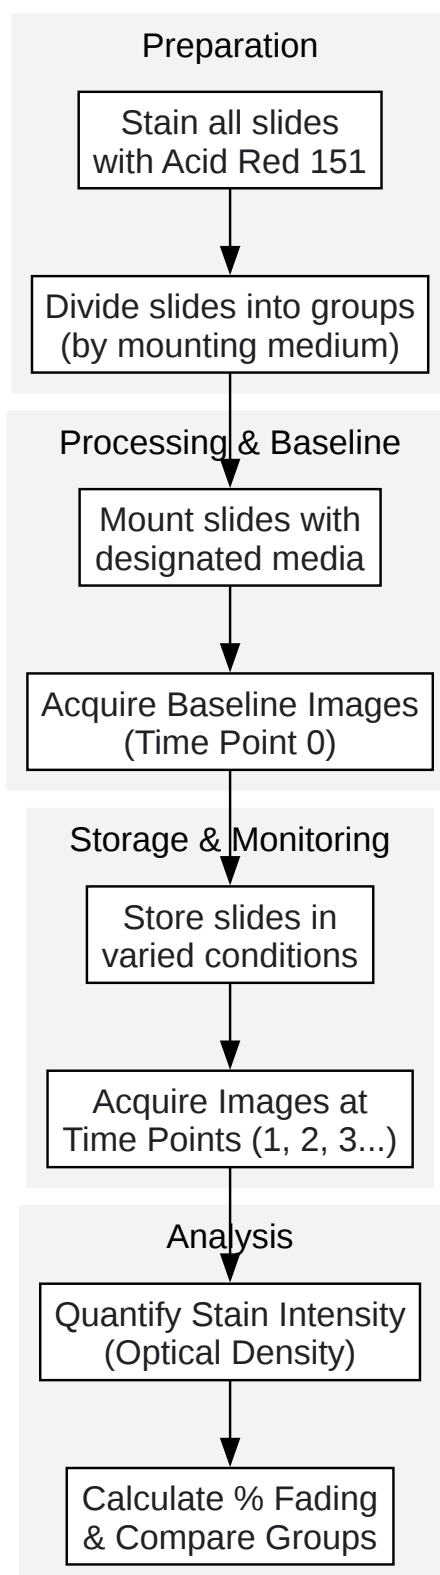 Preparation
Stain all slides
with Acid Red 151
Divide slides into groups
(by mounting medium)
Processing & Baseline
Mount slides with
designated media
Acquire Baseline Images
(Time Point 0)
Storage & Monitoring
Store slides in
varied conditions
Acquire Images at
Time Points (1, 2, 3...)
Analysis
Quantify Stain Intensity
(Optical Density)
Calculate % Fading
& Compare Groups